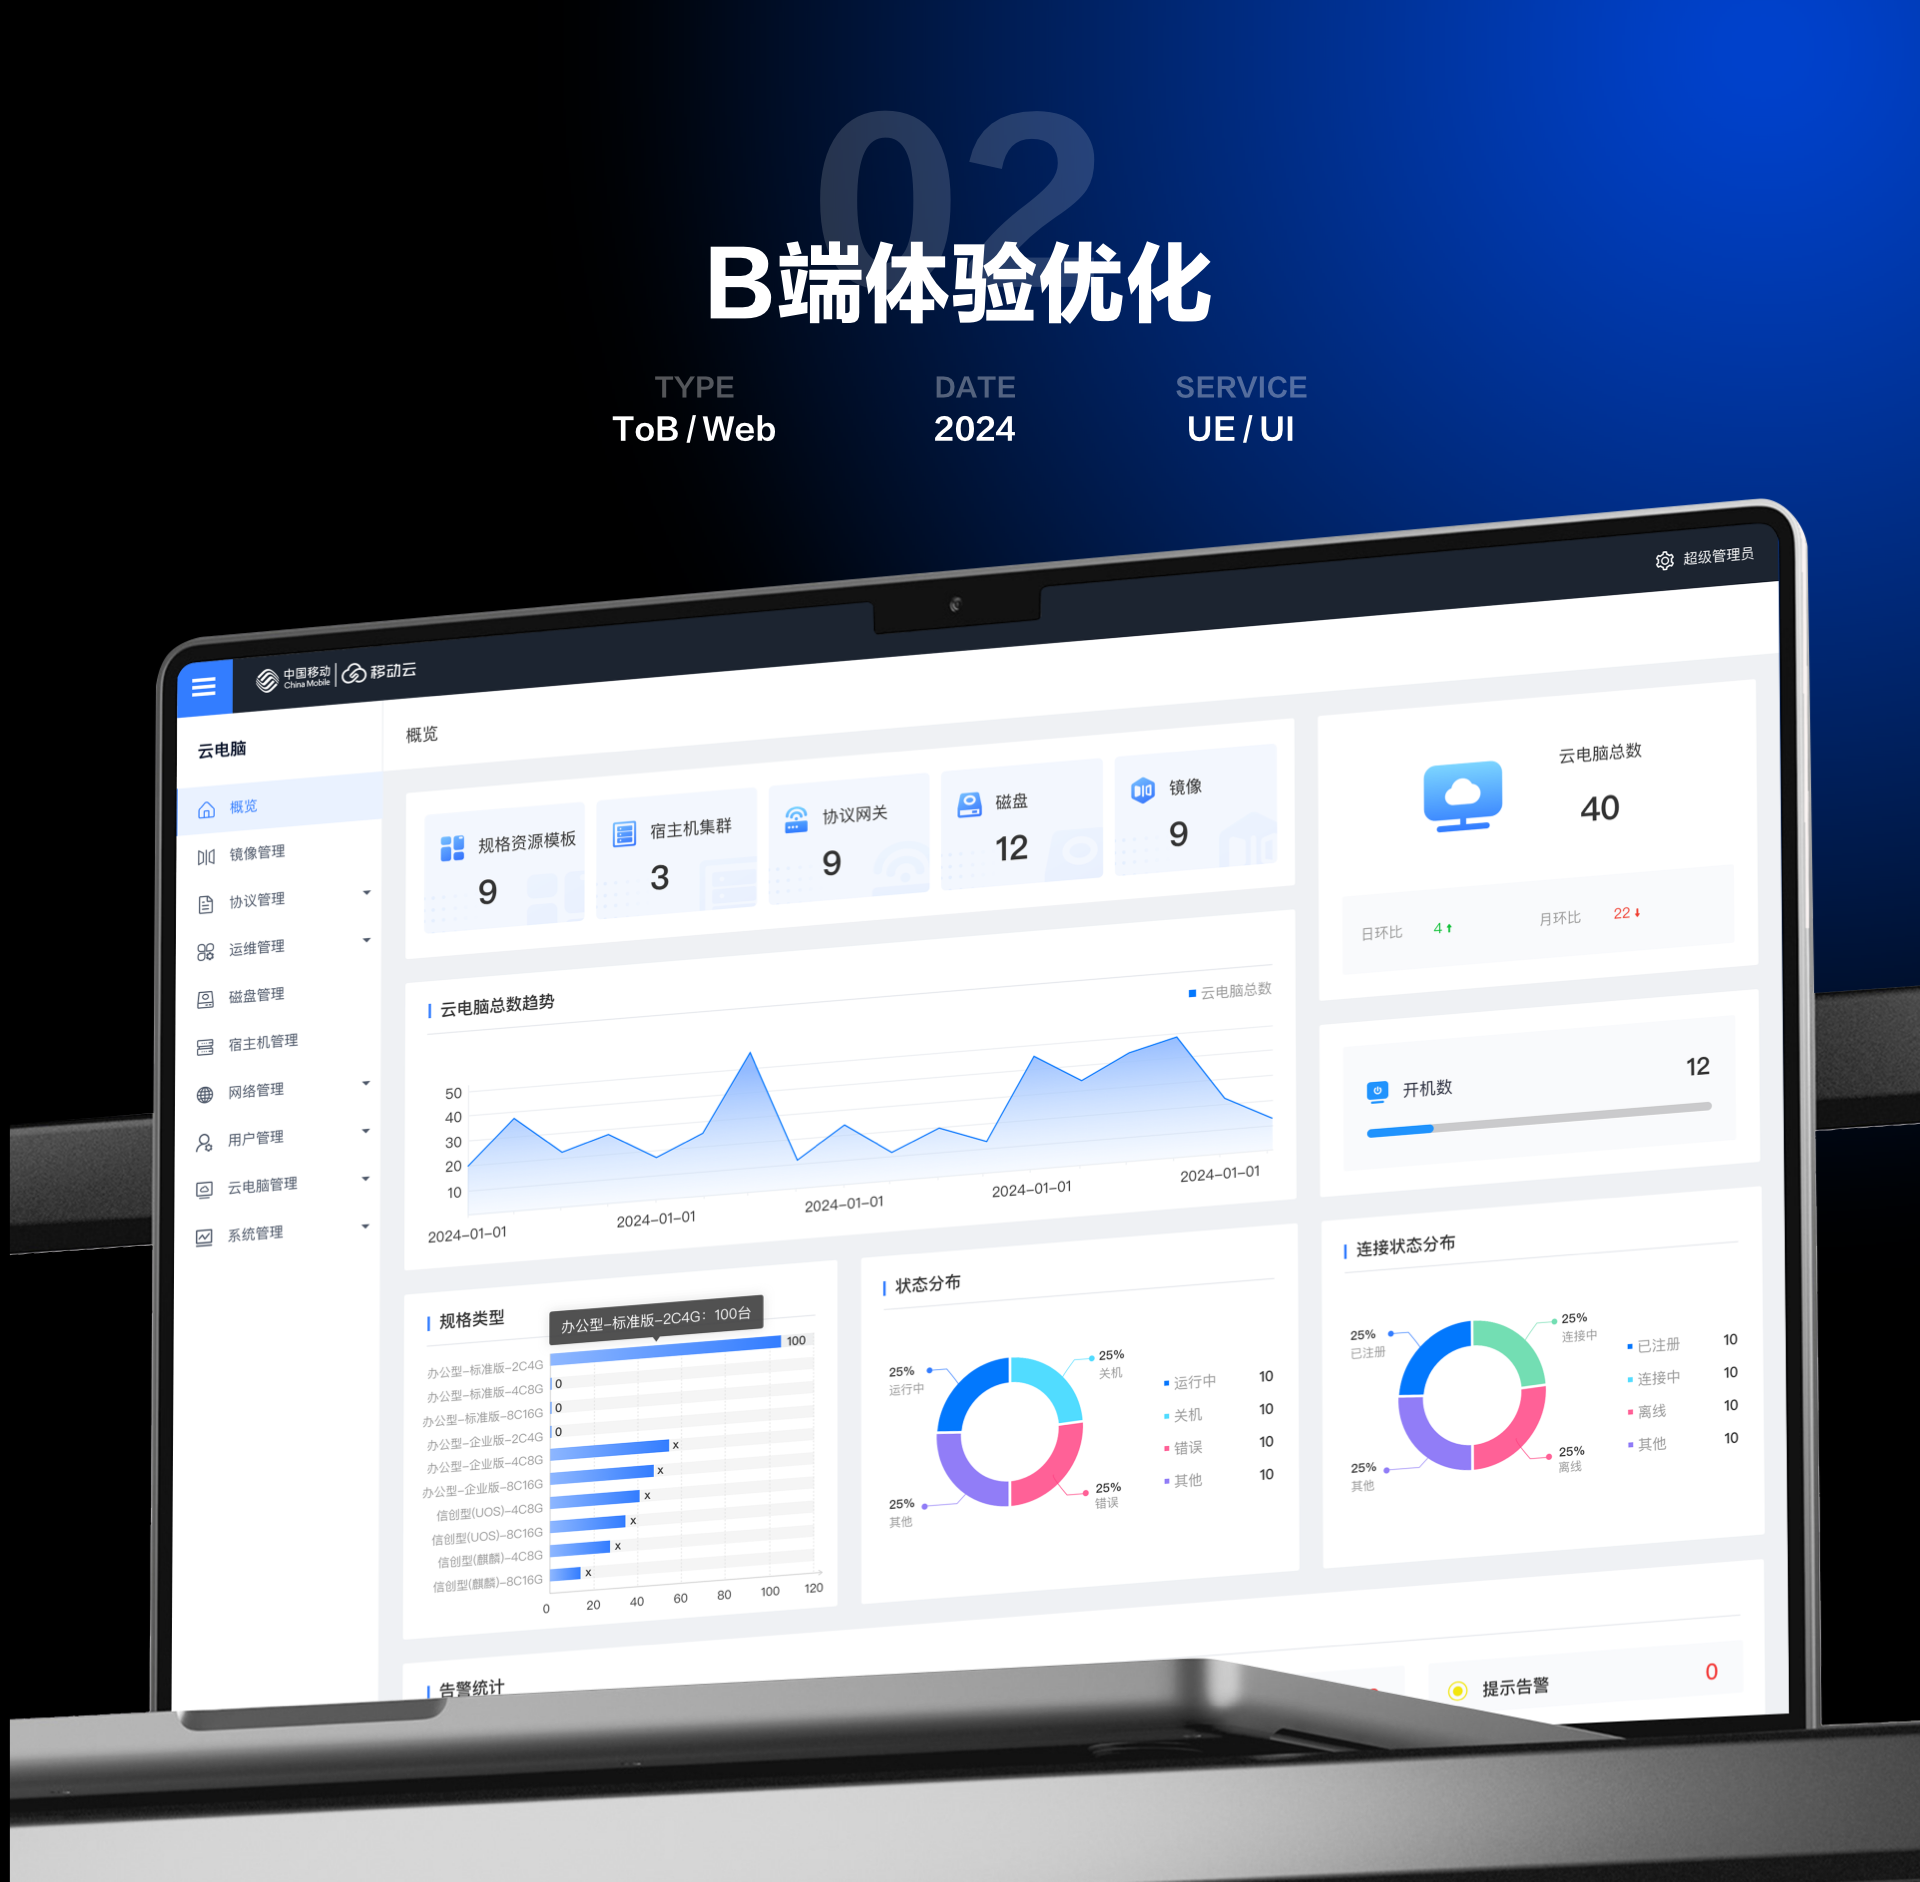 02
B端体验优化
TYPE
ToB / Web
DATE
2024
SERVICE
UE / UI
超级管理员
中国移动
China Mobile
移动云
云电脑
概览
镜像管理
协议管理
运维管理
磁盘管理
宿主机管理
网络管理
用户管理
云电脑管理
系统管理
概览
规格资源模板
9
宿主机集群
3
协议网关
9
磁盘
12
镜像
9
云电脑总数
40
日环比
4
月环比
22
云电脑总数趋势
云电脑总数
50
40
30
20
10
2024-01-01
2024-01-01
2024-01-01
2024-01-01
2024-01-01
开机数
12
规格类型
办公型-标准版-2C4G：100台
办公型-标准版-2C4G
100
办公型-标准版-4C8G
0
办公型-标准版-8C16G
0
办公型-企业版-2C4G
0
办公型-企业版-4C8G
x
办公型-企业版-8C16G
x
信创型(UOS)-4C8G
x
信创型(UOS)-8C16G
x
信创型(麒麟)-4C8G
x
信创型(麒麟)-8C16G
x
0
20
40
60
80
100
120
状态分布
25%
运行中
25%
关机
25%
其他
25%
错误
运行中 10
关机 10
错误 10
其他 10
连接状态分布
25%
已注册
25%
连接中
25%
其他
25%
离线
已注册 10
连接中 10
离线 10
其他 10
告警统计
提示告警
0